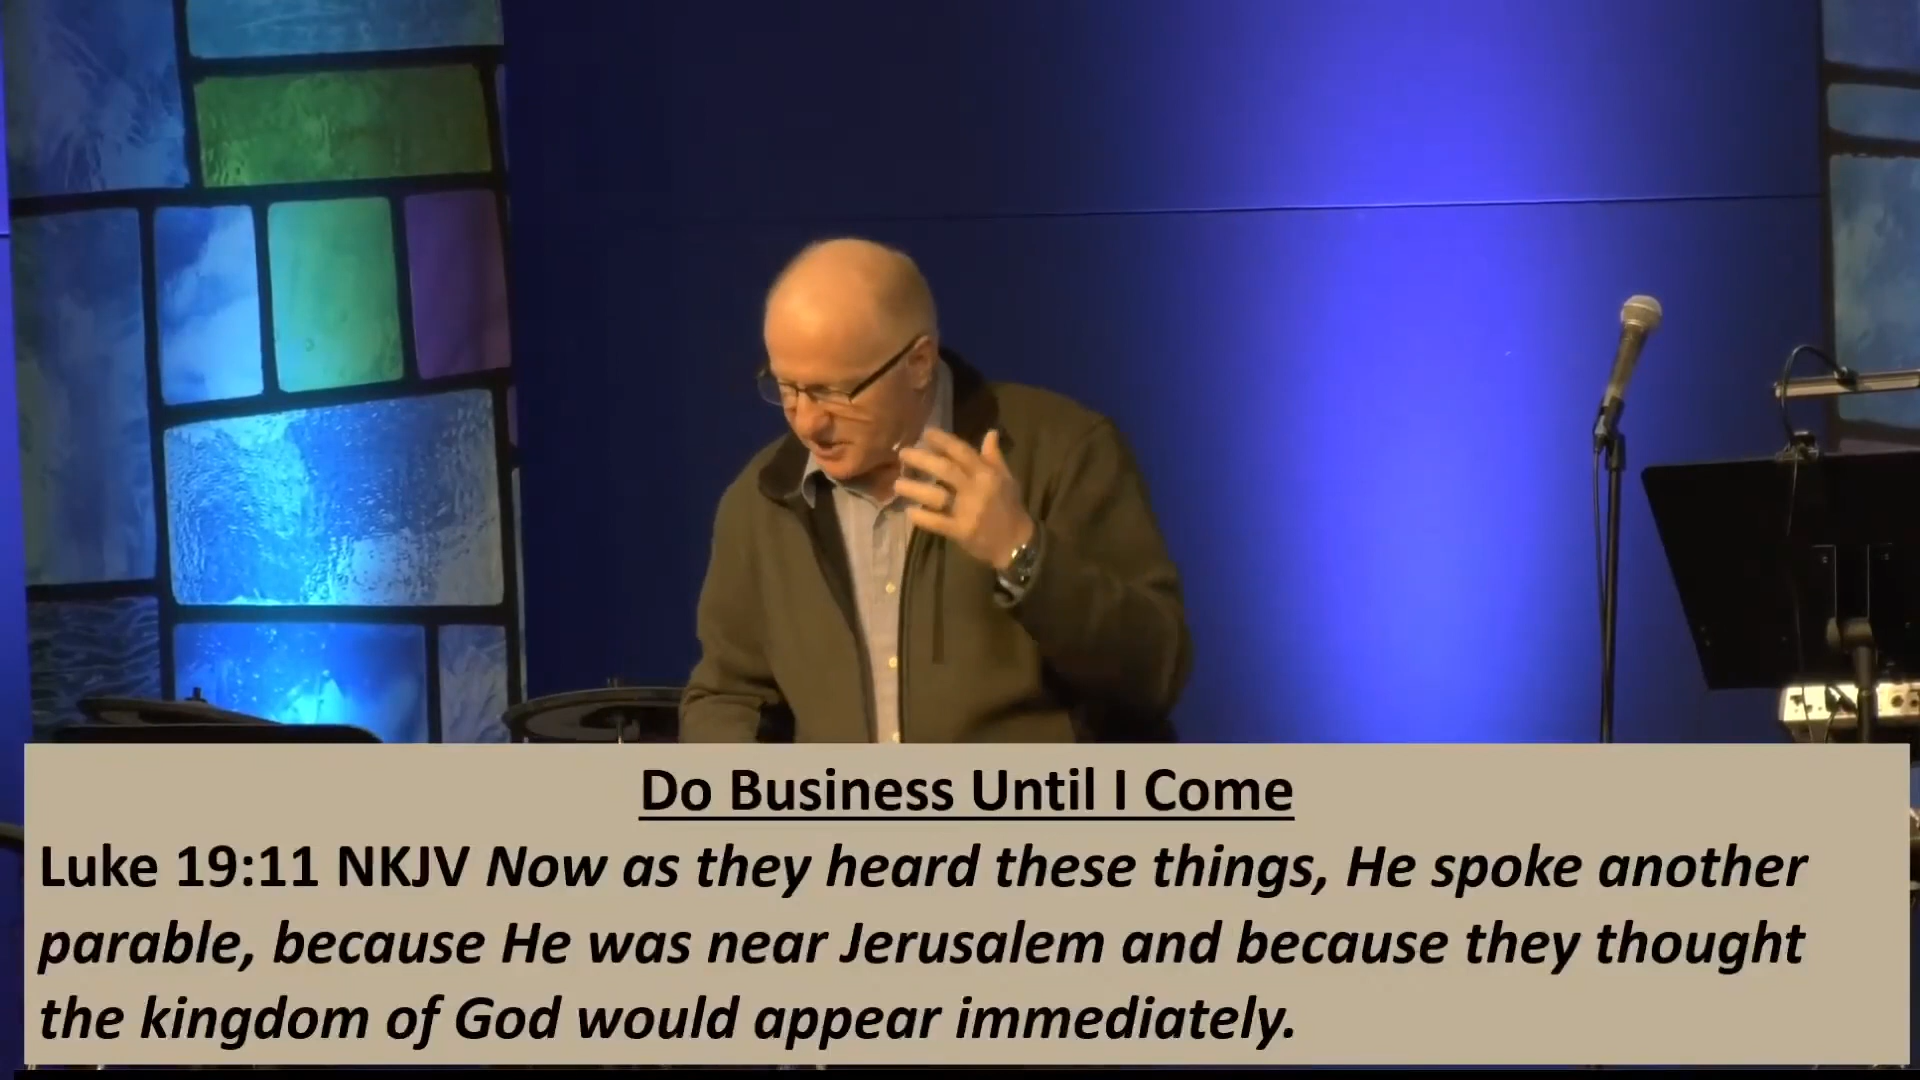 Do Business Until I Come
Luke 19:11 NKJV Now as they heard these things, He spoke another
parable, because He was near Jerusalem and because they thought
the kingdom of God would appear immediately.